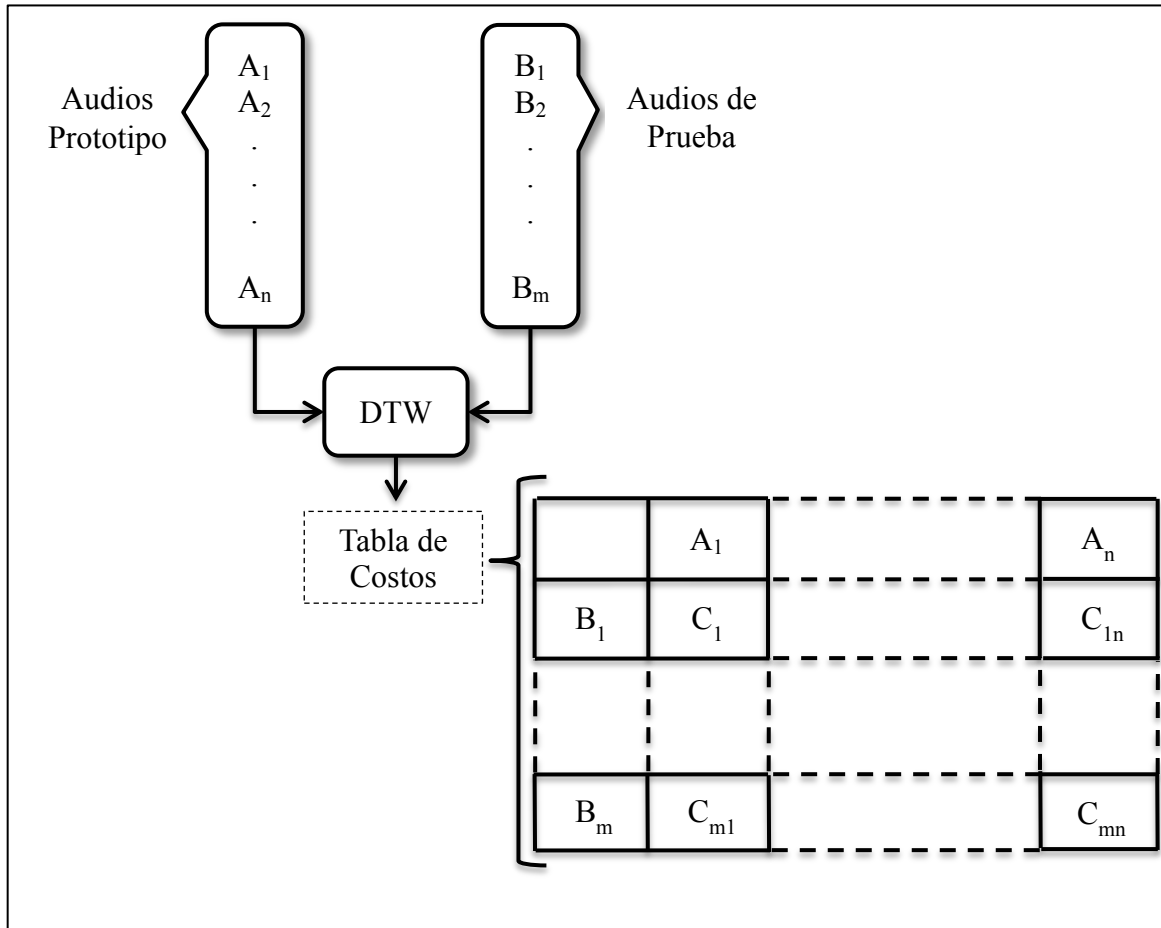 Audios
Prototipo
A₁
A₂
.
.
.
Aₙ
B₁
B₂
.
.
.
Bₘ
Audios de
Prueba
DTW
Tabla de
Costos
A₁ Aₙ
B₁ C₁ C₁ₙ
Bₘ Cₘ₁ Cₘₙ